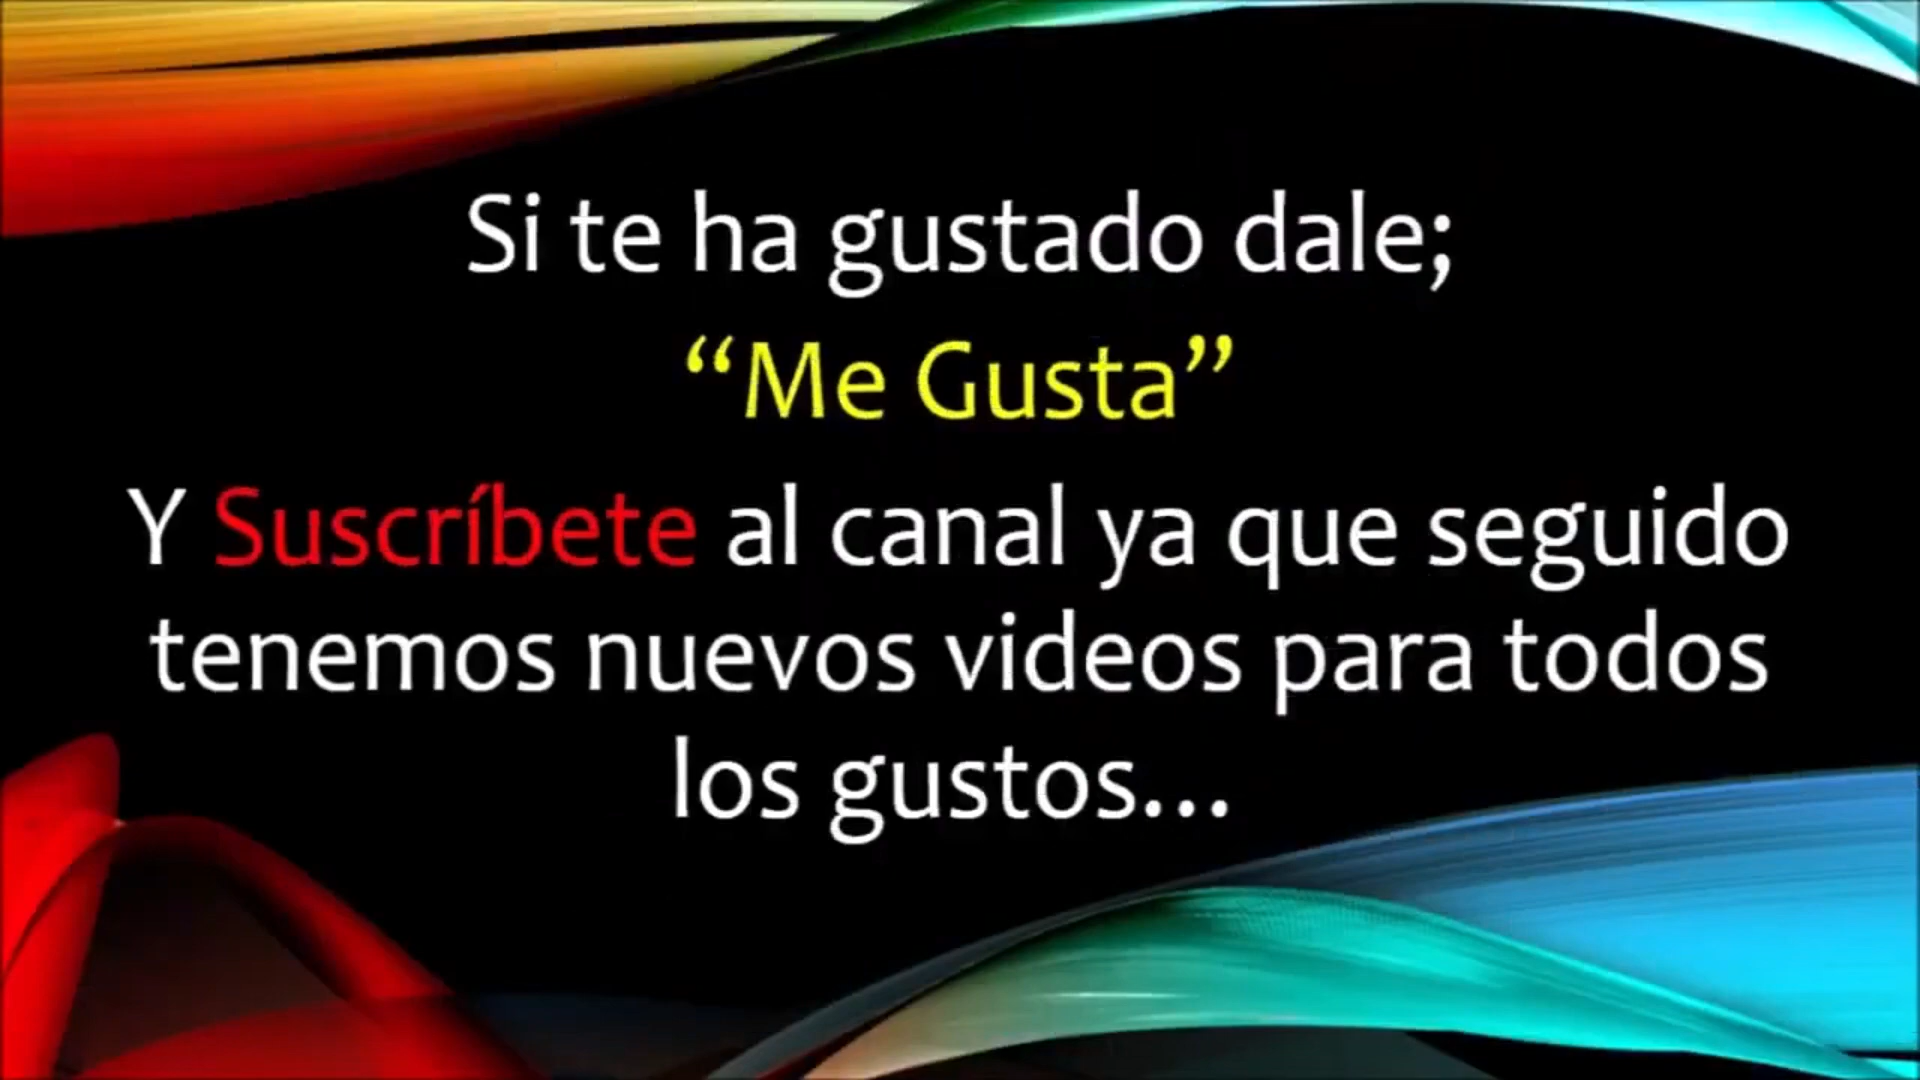 Si te ha gustado dale;
“Me Gusta”
Y Suscríbete al canal ya que seguido
tenemos nuevos videos para todos
los gustos...